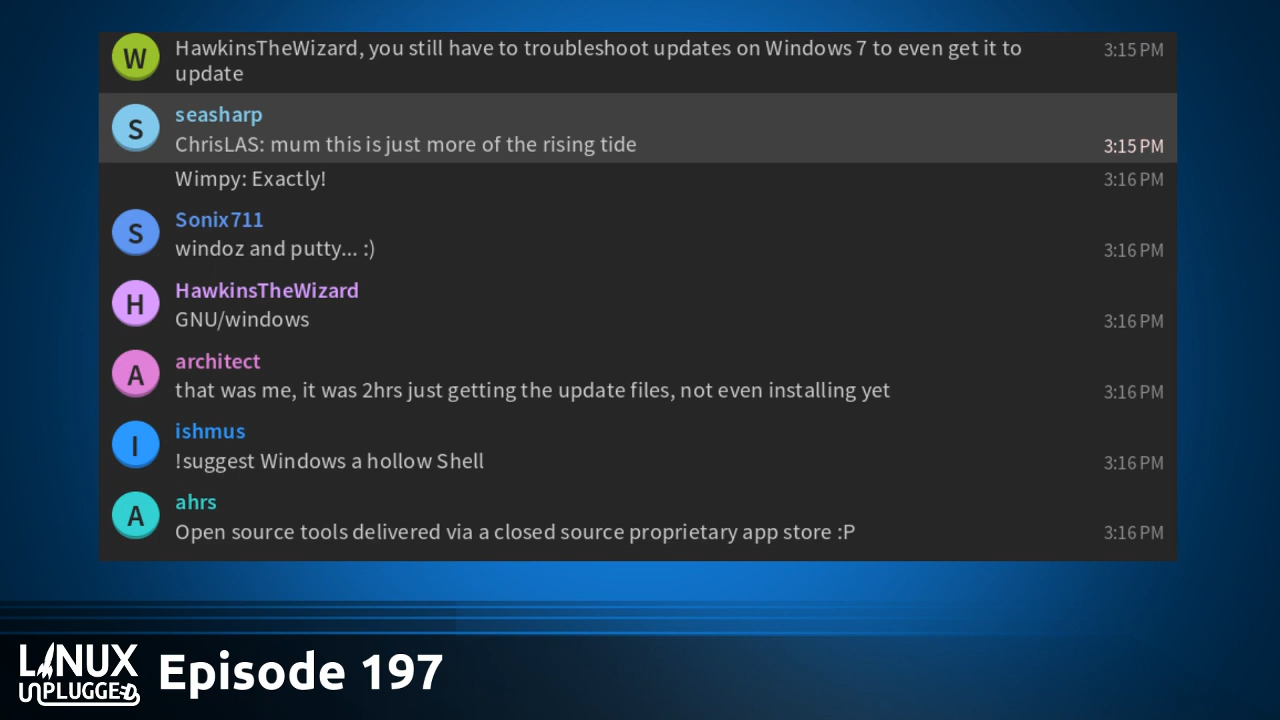 W
HawkinsTheWizard, you still have to troubleshoot updates on Windows 7 to even get it to
update
3:15 PM
S
seasharp
ChrisLAS: mum this is just more of the rising tide
3:15 PM
Wimpy: Exactly!
3:16 PM
S
Sonix711
windoz and putty... :)
3:16 PM
H
HawkinsTheWizard
GNU/windows
3:16 PM
A
architect
that was me, it was 2hrs just getting the update files, not even installing yet
3:16 PM
I
ishmus
!suggest Windows a hollow Shell
3:16 PM
A
ahrs
Open source tools delivered via a closed source proprietary app store :P
3:16 PM
LINUX
UNPLUGGED
Episode 197